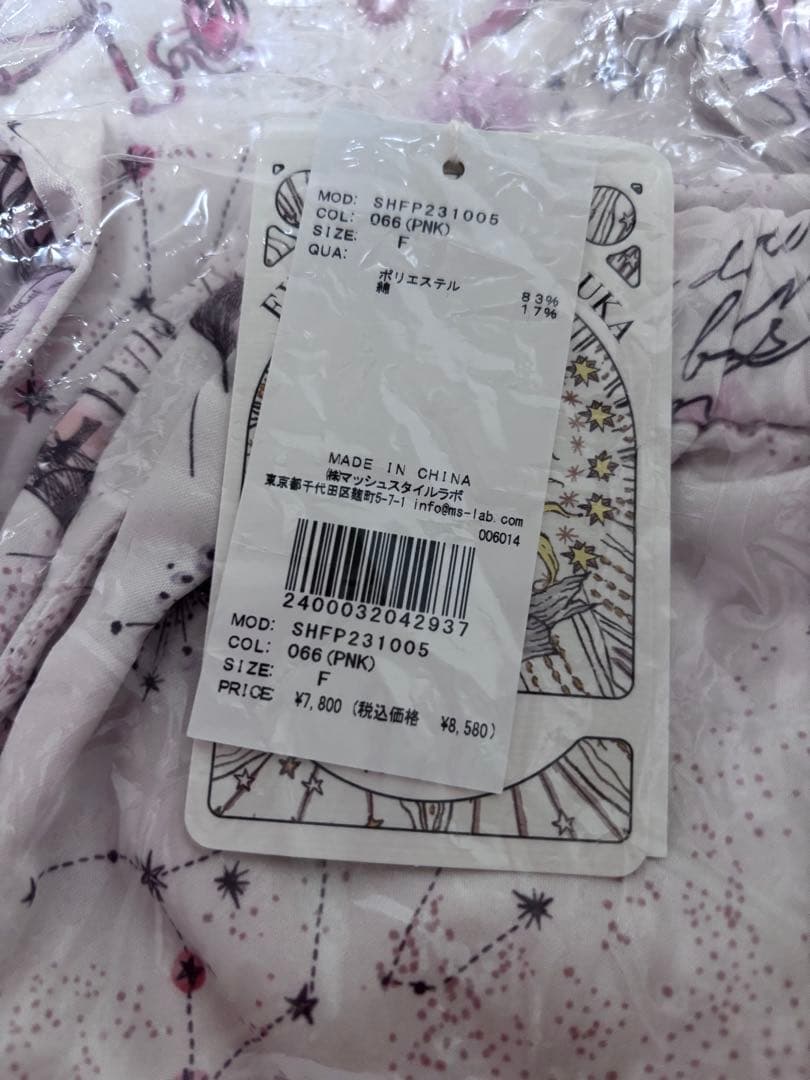 MOD: SHFP231005
COL: 066(PNK)
SIZE: F
QUA:
ポリエステル 83%
綿 17%
UKA
MADE IN CHINA
㈱マッシュスタイルラボ
東京都千代田区麹町5-7-1 info@ms-lab.com
006014
2400032042937
MOD: SHFP231005
COL: 066(PNK)
SIZE: F
PRICE ¥7,800 (税込価格 ¥8,580)